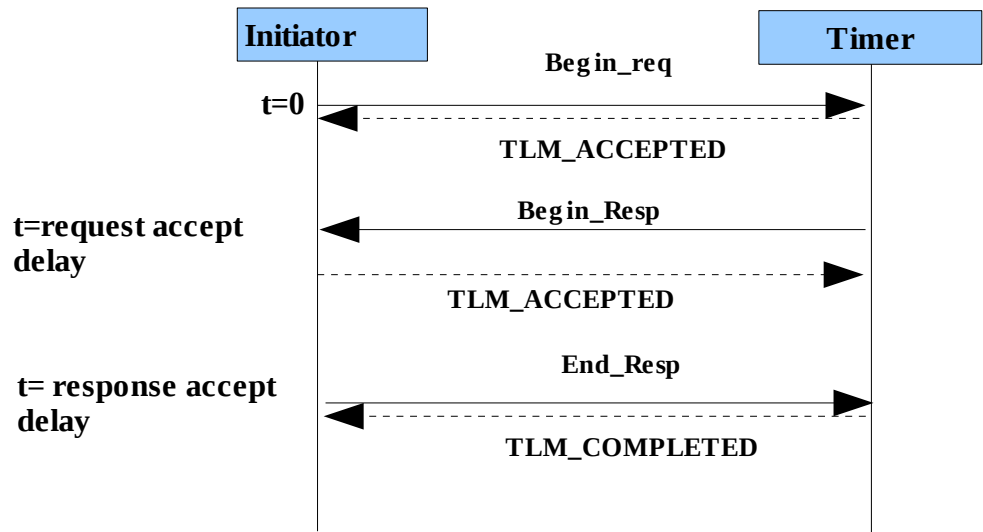 Initiator
Timer
Begin_req
t=0
TLM_ACCEPTED
Begin_Resp
t=request accept
delay
TLM_ACCEPTED
End_Resp
t= response accept
delay
TLM_COMPLETED